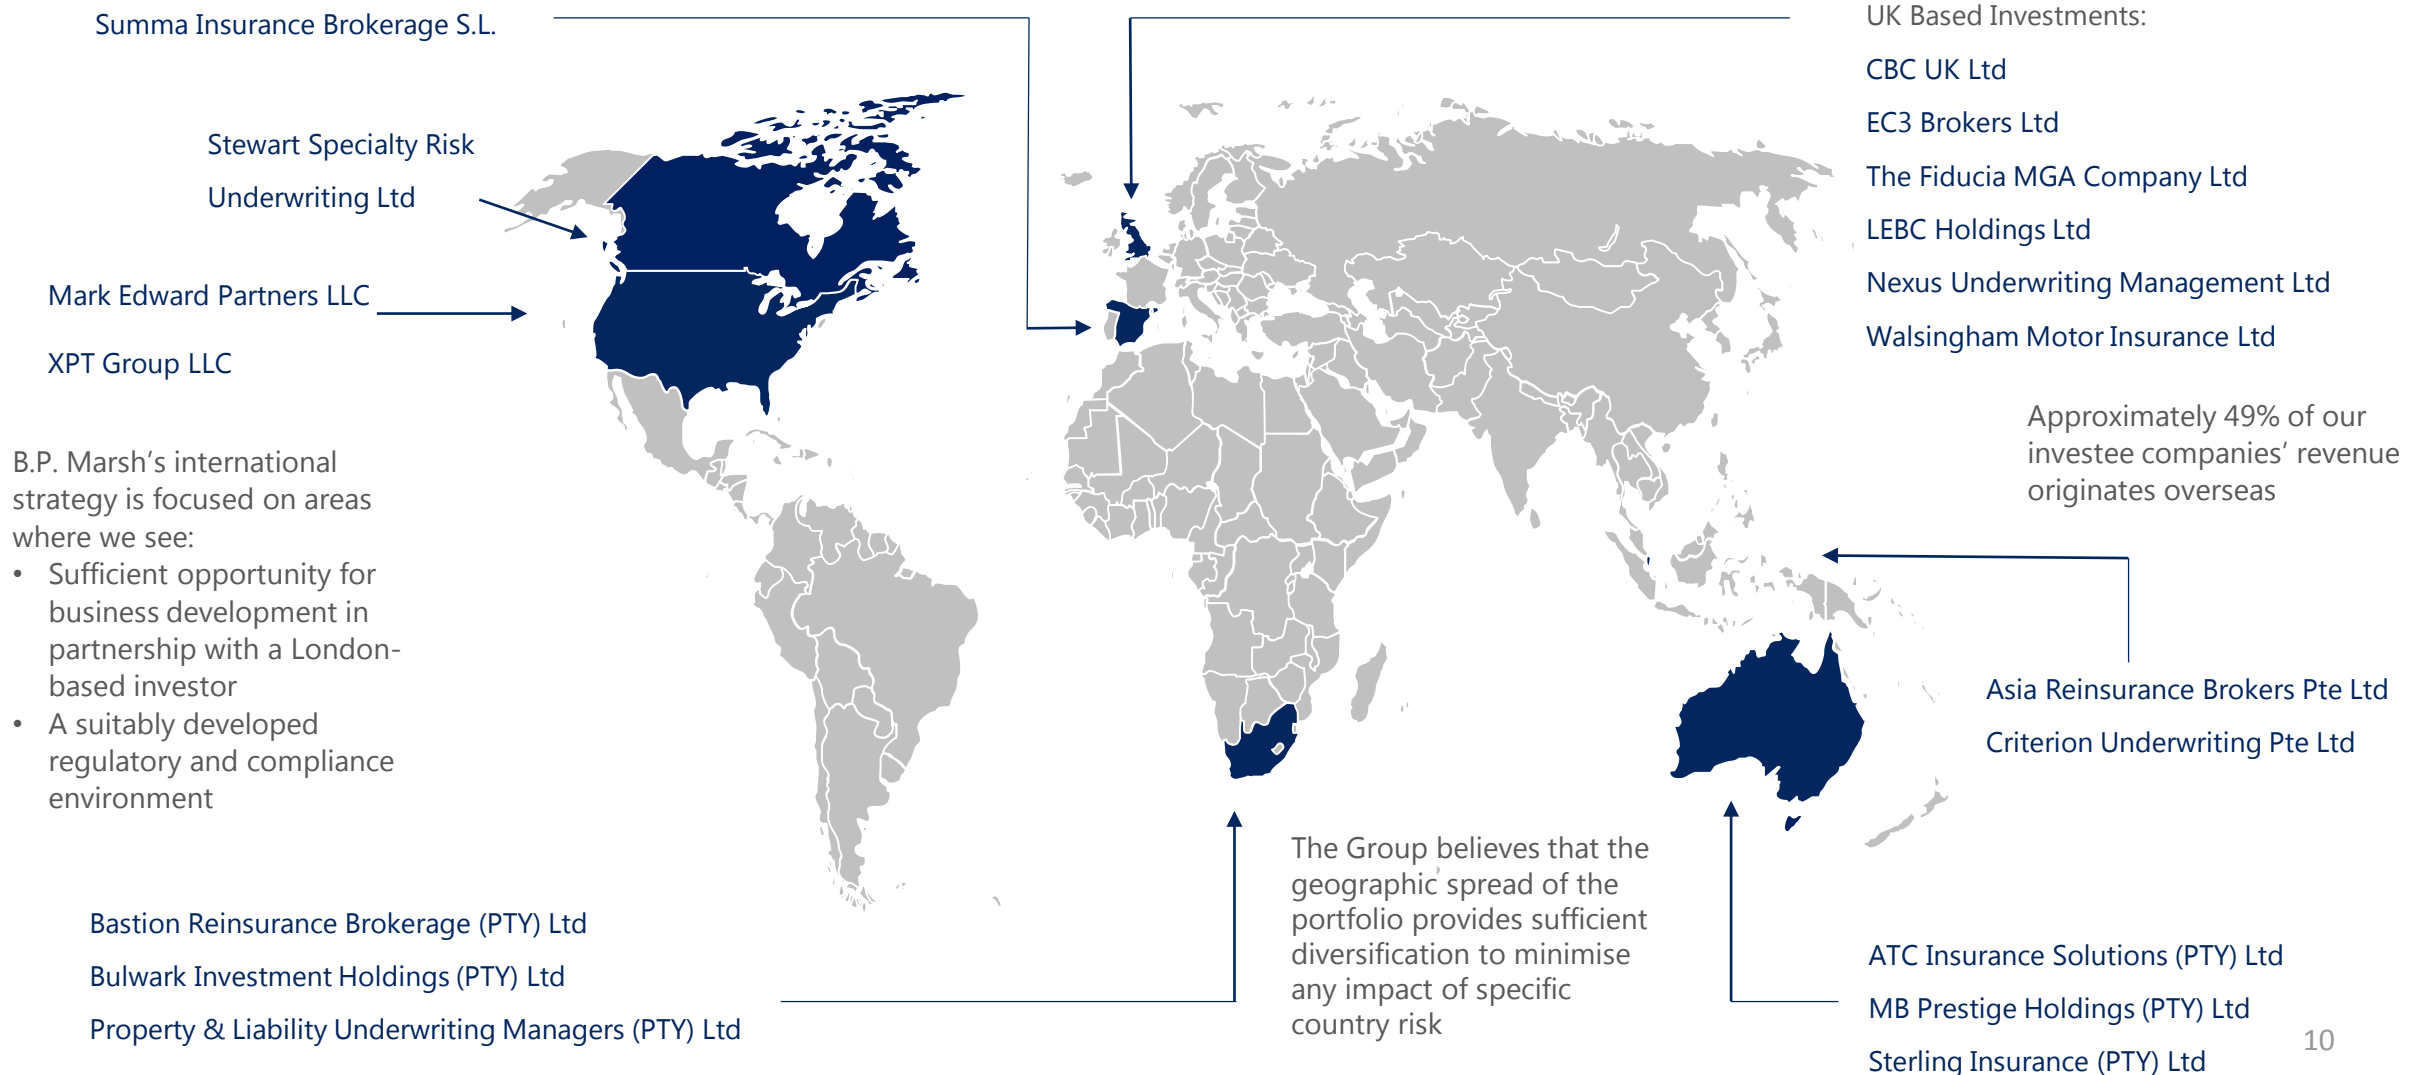 Summa Insurance Brokerage S.L.
Stewart Specialty Risk
Underwriting Ltd
Mark Edward Partners LLC
XPT Group LLC
B.P. Marsh’s international
strategy is focused on areas
where we see:
• Sufficient opportunity for
business development in
partnership with a London-
based investor
• A suitably developed
regulatory and compliance
environment
Bastion Reinsurance Brokerage (PTY) Ltd
Bulwark Investment Holdings (PTY) Ltd
Property & Liability Underwriting Managers (PTY) Ltd
UK Based Investments:
CBC UK Ltd
EC3 Brokers Ltd
The Fiducia MGA Company Ltd
LEBC Holdings Ltd
Nexus Underwriting Management Ltd
Walsingham Motor Insurance Ltd
Approximately 49% of our
investee companies’ revenue
originates overseas
Asia Reinsurance Brokers Pte Ltd
Criterion Underwriting Pte Ltd
The Group believes that the
geographic spread of the
portfolio provides sufficient
diversification to minimise
any impact of specific
country risk
ATC Insurance Solutions (PTY) Ltd
MB Prestige Holdings (PTY) Ltd
Sterling Insurance (PTY) Ltd
10